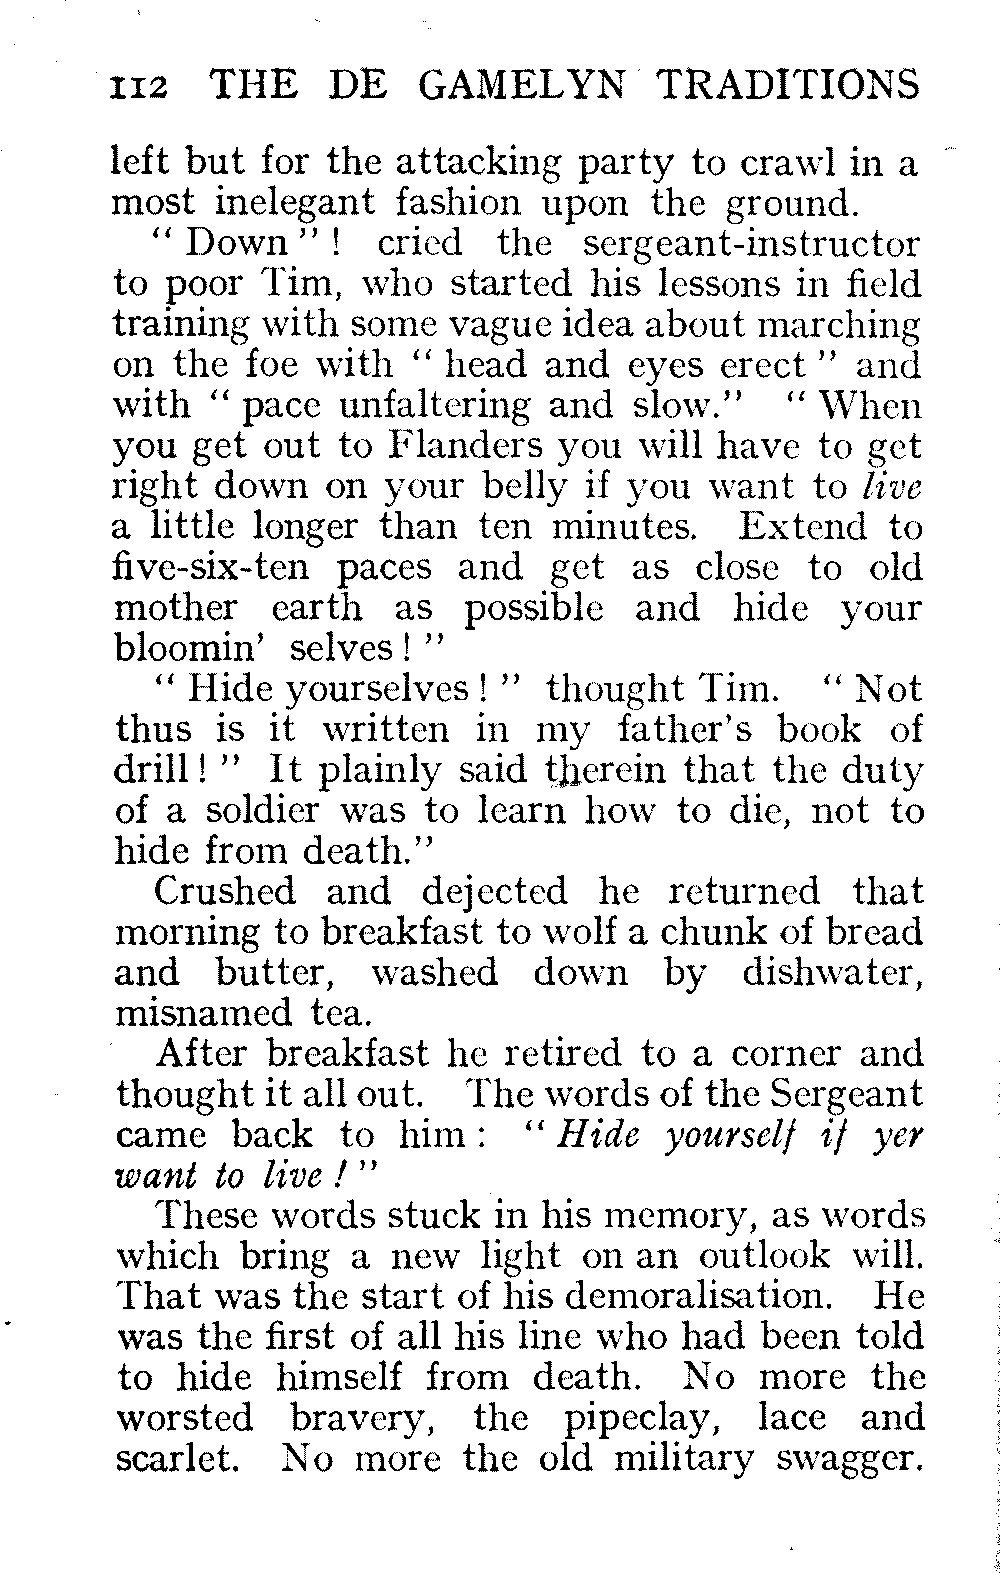 112 THE DE GAMELYN TRADITIONS
left but for the attacking party to crawl in a
most inelegant fashion upon the ground.
" Down " ! cried the sergeant-instructor
to poor Tim, who started his lessons in field
training with some vague idea about marching
on the foe with " head and eyes erect " and
with " pace unfaltering and slow." " When
you get out to Flanders you will have to get
right down on your belly if you want to live
a little longer than ten minutes. Extend to
five-six-ten paces and get as close to old
mother earth as possible and hide your
bloomin' selves ! "
" Hide yourselves ! " thought Tim. " Not
thus is it written in my father's book of
drill ! " It plainly said therein that the duty
of a soldier was to learn how to die, not to
hide from death."
Crushed and dejected he returned that
morning to breakfast to wolf a chunk of bread
and butter, washed down by dishwater,
misnamed tea.
After breakfast he retired to a corner and
thought it all out. The words of the Sergeant
came back to him : " Hide yourself if yer
want to live ! "
These words stuck in his memory, as words
which bring a new light on an outlook will.
That was the start of his demoralisation. He
was the first of all his line who had been told
to hide himself from death. No more the
worsted bravery, the pipeclay, lace and
scarlet. No more the old military swagger.